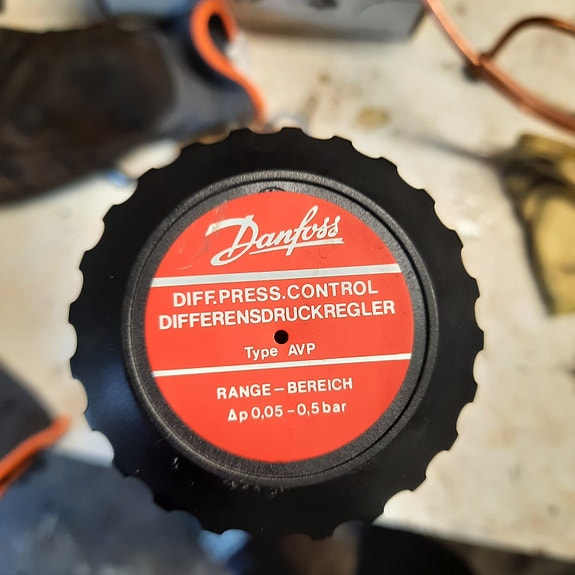 Danfoss
DIFF.PRESS.CONTROL
DIFFERENSDRUCKREGLER
Type AVP
RANGE – BEREICH
Δp 0,05 – 0,5 bar